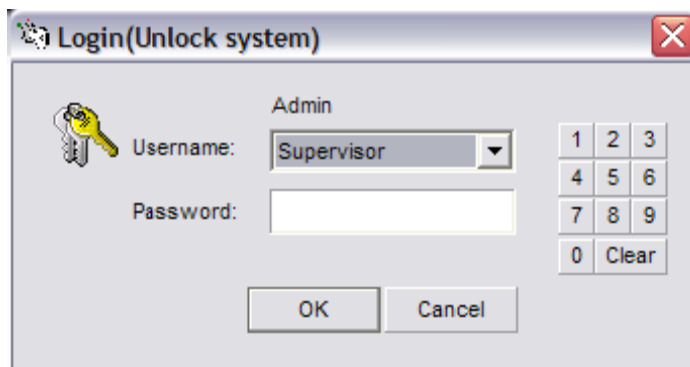 Login(Unlock system)
Admin
Username: Supervisor
Password:
1 2 3
4 5 6
7 8 9
0 Clear
OK Cancel